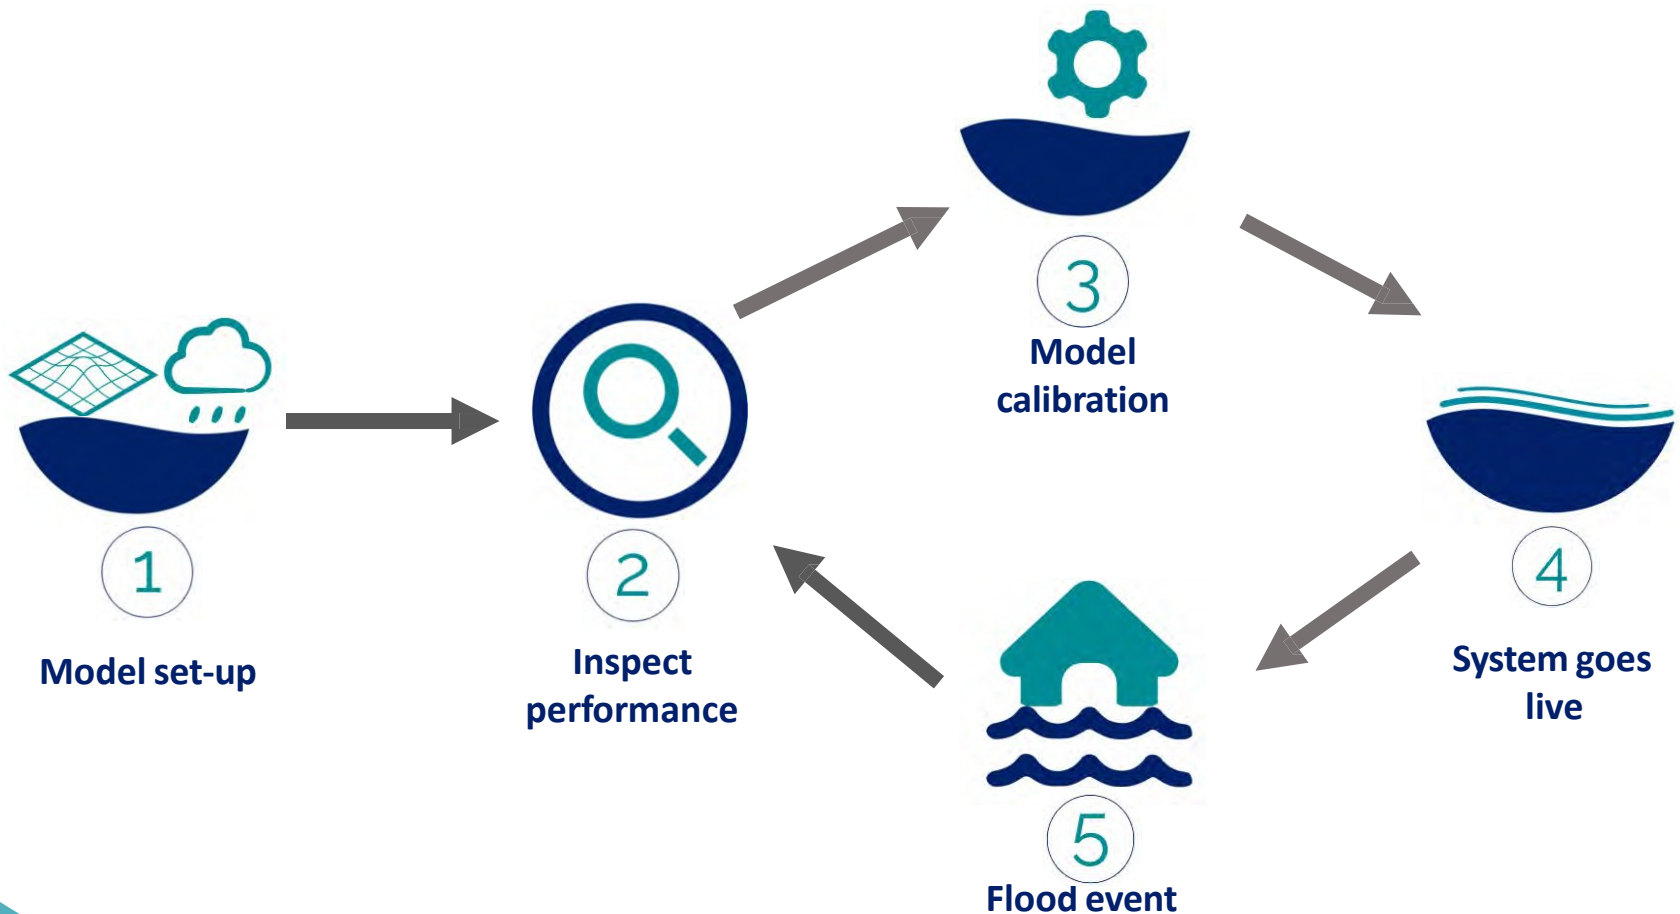 1
Model set-up
2
Inspect
performance
3
Model
calibration
4
System goes
live
5
Flood event